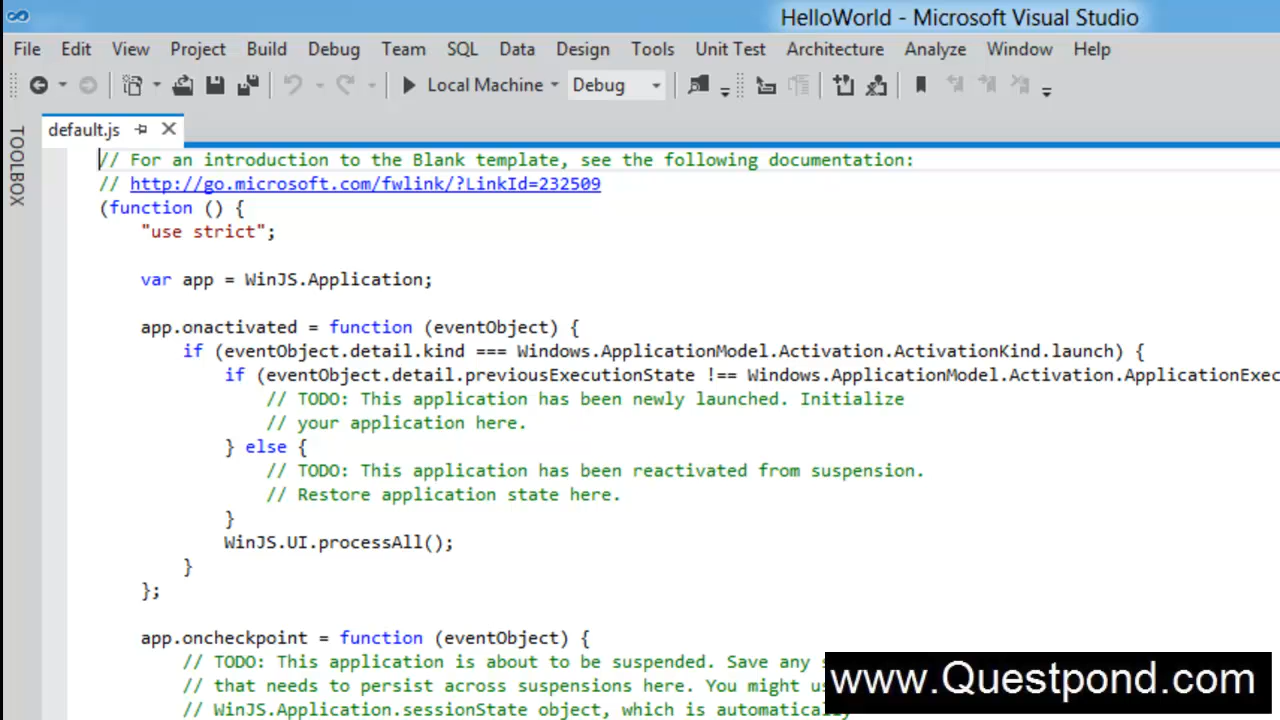 HelloWorld - Microsoft Visual Studio
File Edit View Project Build Debug Team SQL Data Design Tools Unit Test Architecture Analyze Window Help
Local Machine Debug
default.js
TOOLBOX
// For an introduction to the Blank template, see the following documentation:
// http://go.microsoft.com/fwlink/?LinkId=232509
(function () {
"use strict";
var app = WinJS.Application;
app.onactivated = function (eventObject) {
if (eventObject.detail.kind === Windows.ApplicationModel.Activation.ActivationKind.launch) {
if (eventObject.detail.previousExecutionState !== Windows.ApplicationModel.Activation.ApplicationExec
// TODO: This application has been newly launched. Initialize
// your application here.
} else {
// TODO: This application has been reactivated from suspension.
// Restore application state here.
}
WinJS.UI.processAll();
}
};
app.oncheckpoint = function (eventObject) {
// TODO: This application is about to be suspended. Save any
// that needs to persist across suspensions here. You might
// WinJS.Application.sessionState object, which is automatically
www.Questpond.com